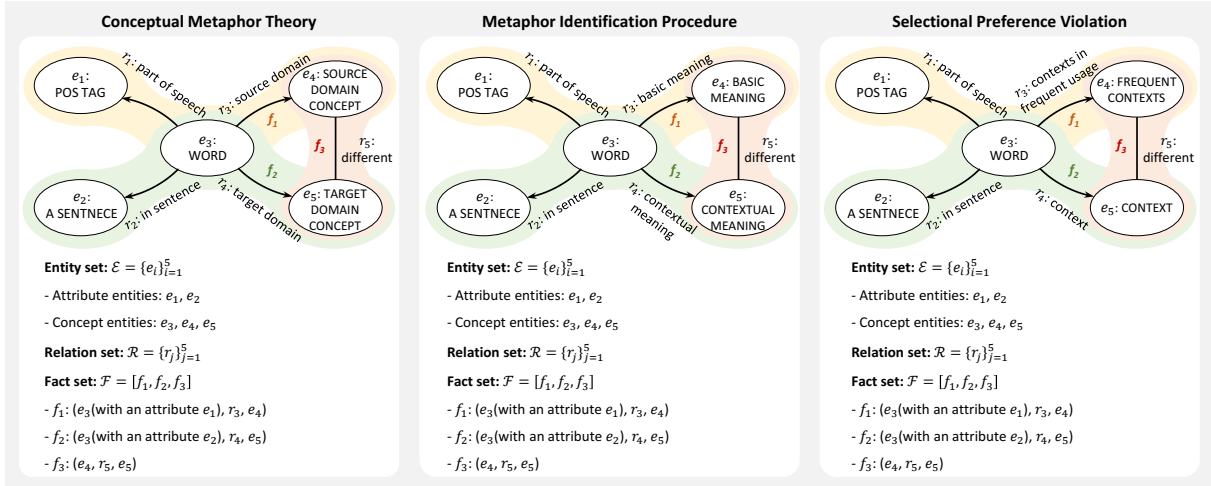 Conceptual Metaphor Theory
e₁:
POS TAG
r₁: part of speech
r₃: source domain
e₄: SOURCE
DOMAIN
CONCEPT
f₁
e₃:
WORD
f₃
r₅:
different
f₂
e₂:
A SENTNECE
r₂: in sentence
r₄: target domain
e₅: TARGET
DOMAIN
CONCEPT
Entity set: ℰ = {eᵢ}⁵ᵢ₌₁
- Attribute entities: e₁, e₂
- Concept entities: e₃, e₄, e₅
Relation set: ℛ = {rⱼ}⁵ⱼ₌₁
Fact set: ℱ = [f₁, f₂, f₃]
- f₁: (e₃(with an attribute e₁), r₃, e₄)
- f₂: (e₃(with an attribute e₂), r₄, e₅)
- f₃: (e₄, r₅, e₅)
Metaphor Identification Procedure
e₁:
POS TAG
r₁: part of speech
r₃: basic meaning
e₄: BASIC
MEANING
f₁
e₃:
WORD
f₃
r₅:
different
f₂
e₂:
A SENTNECE
r₂: in sentence
r₄: contextual
meaning
e₅:
CONTEXTUAL
MEANING
Entity set: ℰ = {eᵢ}⁵ᵢ₌₁
- Attribute entities: e₁, e₂
- Concept entities: e₃, e₄, e₅
Relation set: ℛ = {rⱼ}⁵ⱼ₌₁
Fact set: ℱ = [f₁, f₂, f₃]
- f₁: (e₃(with an attribute e₁), r₃, e₄)
- f₂: (e₃(with an attribute e₂), r₄, e₅)
- f₃: (e₄, r₅, e₅)
Selectional Preference Violation
e₁:
POS TAG
r₁: part of speech
r₃: contexts in
frequent usage
e₄: FREQUENT
CONTEXTS
f₁
e₃:
WORD
f₃
r₅:
different
f₂
e₂:
A SENTNECE
r₂: in sentence
r₄: context
e₅: CONTEXT
Entity set: ℰ = {eᵢ}⁵ᵢ₌₁
- Attribute entities: e₁, e₂
- Concept entities: e₃, e₄, e₅
Relation set: ℛ = {rⱼ}⁵ⱼ₌₁
Fact set: ℱ = [f₁, f₂, f₃]
- f₁: (e₃(with an attribute e₁), r₃, e₄)
- f₂: (e₃(with an attribute e₂), r₄, e₅)
- f₃: (e₄, r₅, e₅)